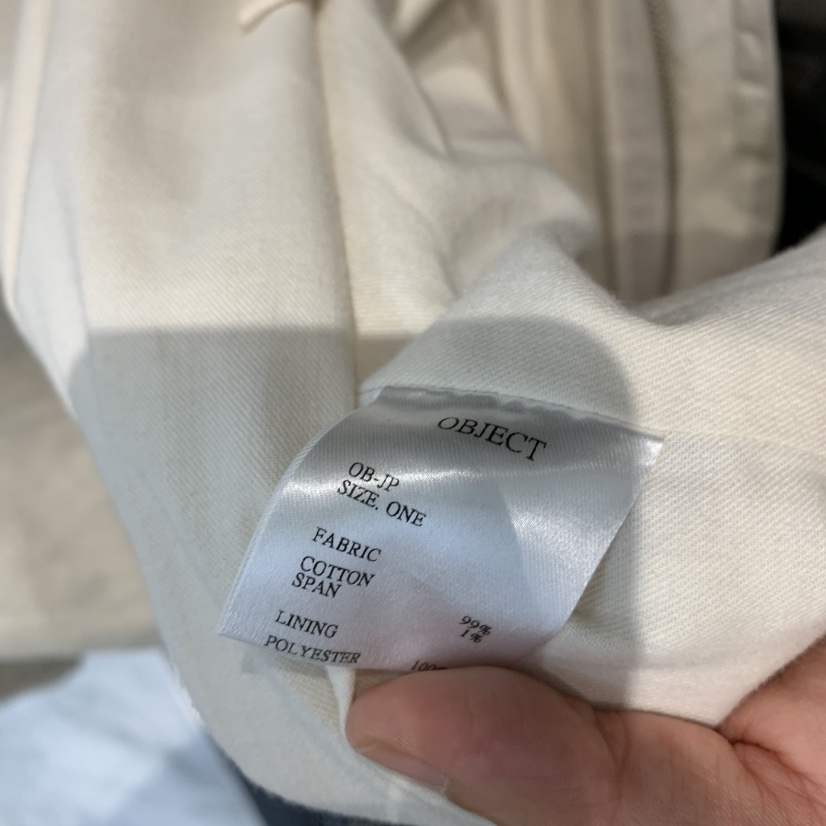 OBJECT
OB-JP
SIZE. ONE
FABRIC
COTTON 99%
SPAN 1%
LINING
POLYESTER